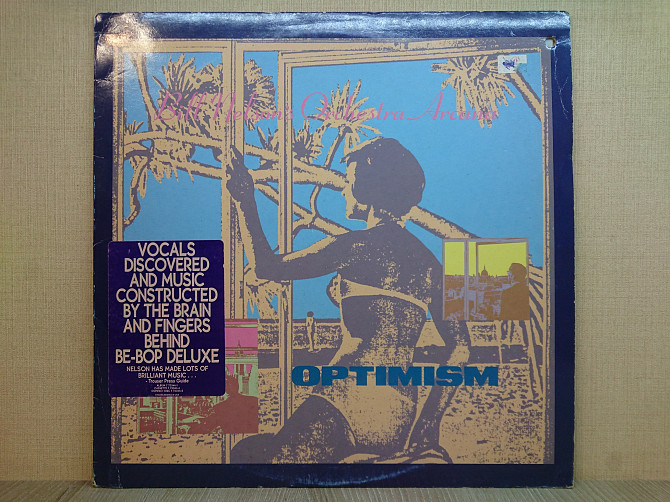 Bill Nelson's Orchestra Arcana
VOCALS
DISCOVERED
AND MUSIC
CONSTRUCTED
BY THE BRAIN
AND FINGERS
BEHIND
BE-BOP DELUXE
NELSON HAS MADE LOTS OF
BRILLIANT MUSIC . . .
- Trouser Press Guide
OPTIMISM